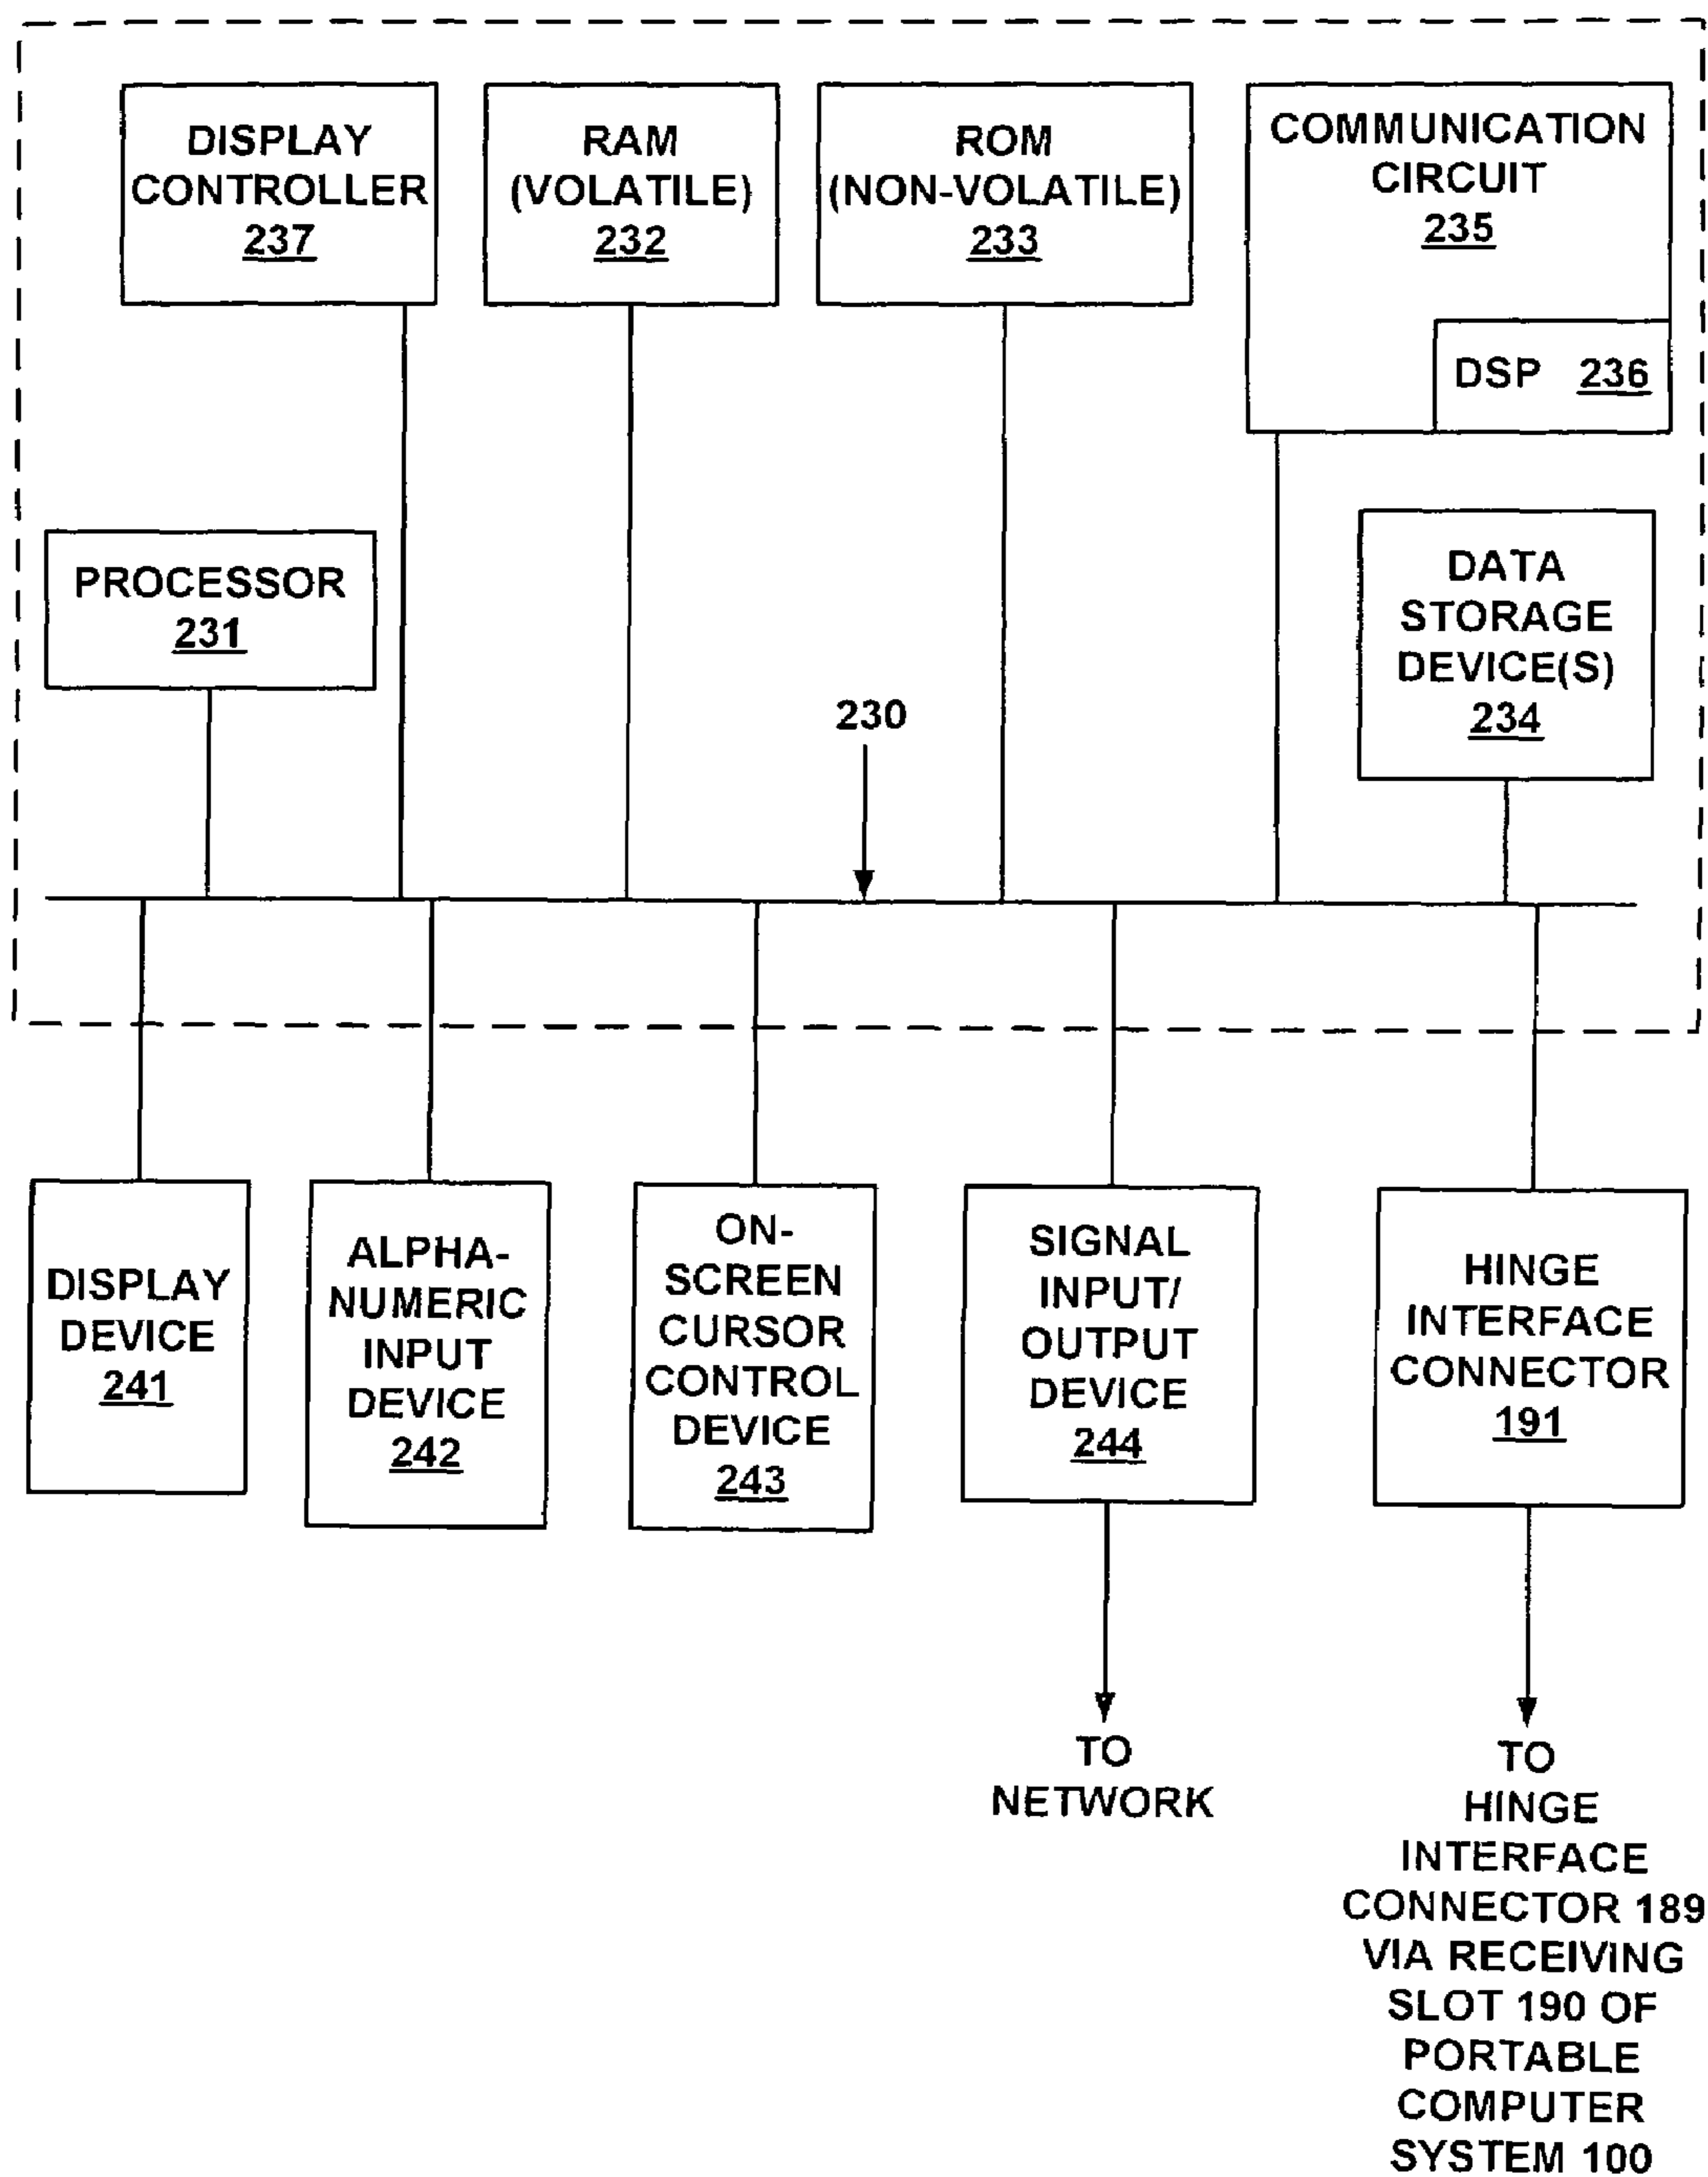 DISPLAY
CONTROLLER
237
RAM
(VOLATILE)
232
ROM
(NON-VOLATILE)
233
COMMUNICATION
CIRCUIT
235
DSP 236
PROCESSOR
231
DATA
STORAGE
DEVICE(S)
234
230
DISPLAY
DEVICE
241
ALPHA-
NUMERIC
INPUT
DEVICE
242
ON-
SCREEN
CURSOR
CONTROL
DEVICE
243
SIGNAL
INPUT/
OUTPUT
DEVICE
244
HINGE
INTERFACE
CONNECTOR
191
TO
NETWORK
TO
HINGE
INTERFACE
CONNECTOR 189
VIA RECEIVING
SLOT 190 OF
PORTABLE
COMPUTER
SYSTEM 100